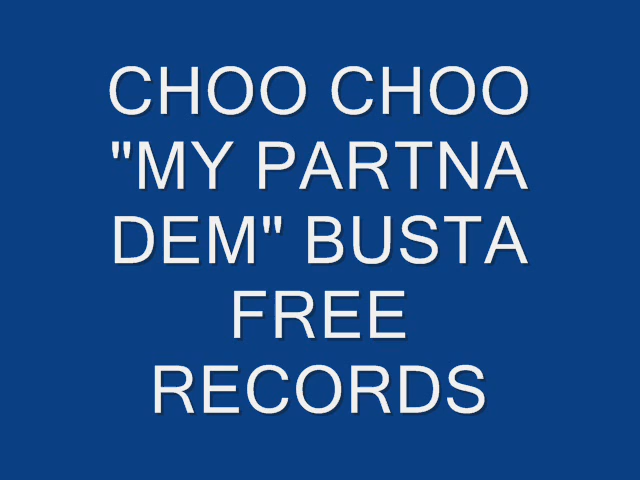 CHOO CHOO
"MY PARTNA
DEM" BUSTA
FREE
RECORDS